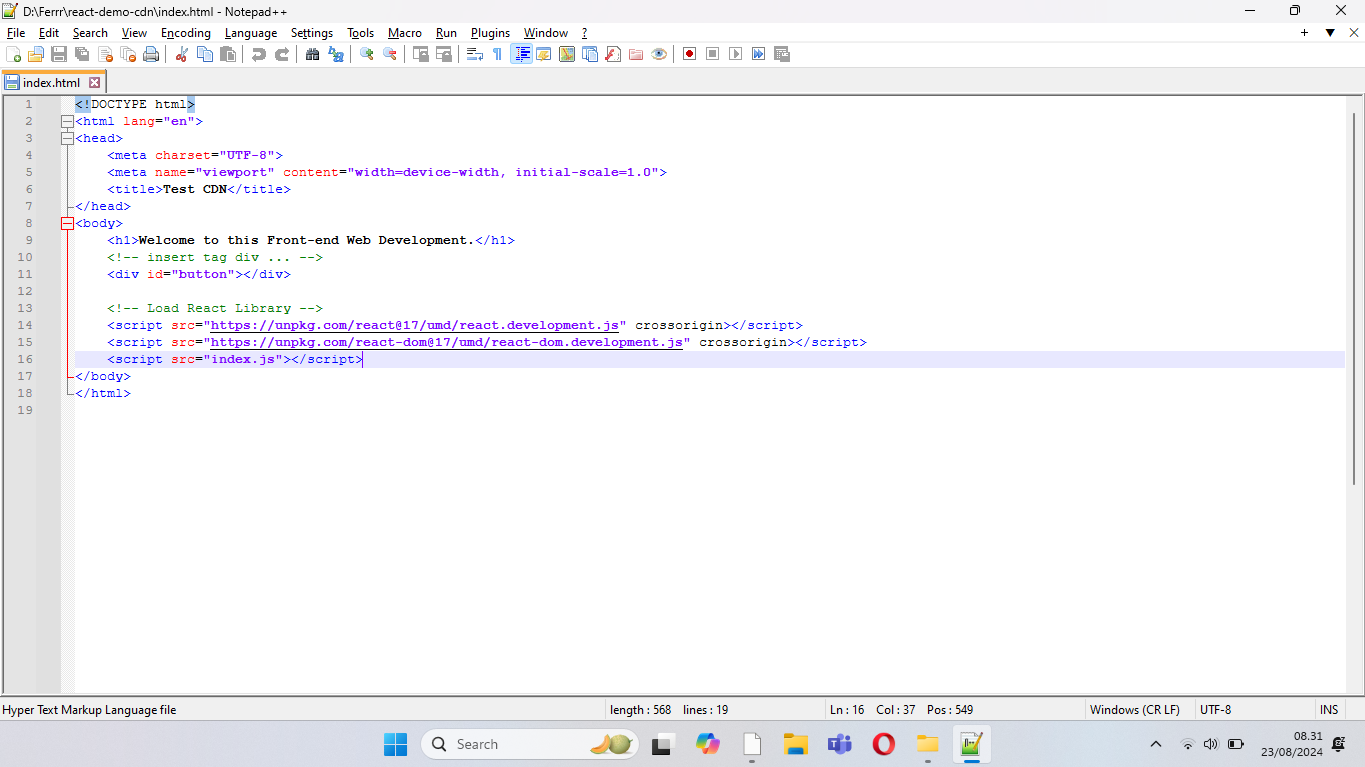 D:\Ferrr\react-demo-cdn\index.html - Notepad++
File Edit Search View Encoding Language Settings Tools Macro Run Plugins Window ?
index.html
1 <!DOCTYPE html>
2 <html lang="en">
3 <head>
4 <meta charset="UTF-8">
5 <meta name="viewport" content="width=device-width, initial-scale=1.0">
6 <title>Test CDN</title>
7 </head>
8 <body>
9 <h1>Welcome to this Front-end Web Development.</h1>
10 <!-- insert tag div ... -->
11 <div id="button"></div>
12
13 <!-- Load React Library -->
14 <script src="https://unpkg.com/react@17/umd/react.development.js" crossorigin></script>
15 <script src="https://unpkg.com/react-dom@17/umd/react-dom.development.js" crossorigin></script>
16 <script src="index.js"></script>
17 </body>
18 </html>
19
Hyper Text Markup Language file length : 568 lines : 19 Ln : 16 Col : 37 Pos : 549 Windows (CR LF) UTF-8 INS
Search
08.31
23/08/2024